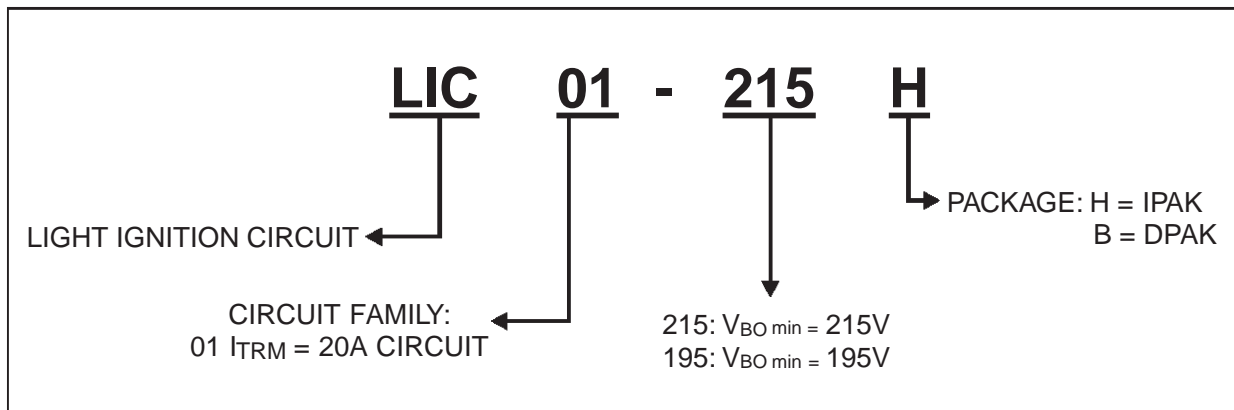 LIC 01 - 215 H
PACKAGE: H = IPAK
B = DPAK
LIGHT IGNITION CIRCUIT
CIRCUIT FAMILY:
01 ITRM = 20A CIRCUIT
215: VBO min = 215V
195: VBO min = 195V